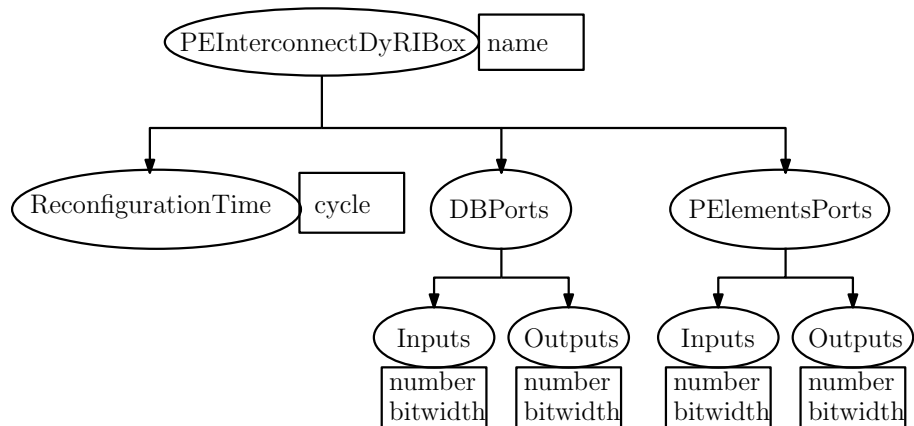 PEInterconnectDyRIBox name
ReconfigurationTime cycle DBPorts PElementsPorts
Inputs Outputs Inputs Outputs
number number number number
bitwidth bitwidth bitwidth bitwidth